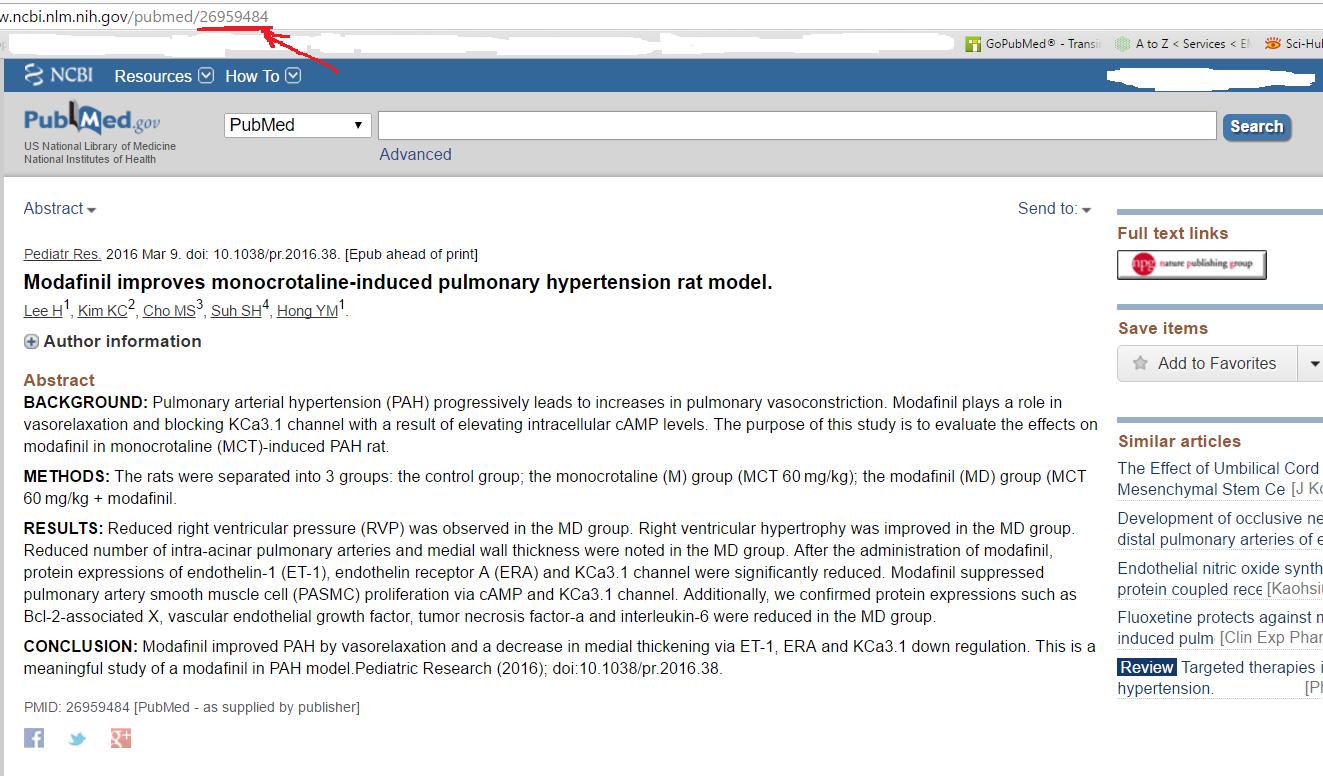 w.ncbi.nlm.nih.gov/pubmed/26959484
GoPubMed® - Transi
A to Z < Services < E
Sci-Hu
NCBI Resources How To
PubMed.gov
US National Library of Medicine
National Institutes of Health
PubMed
Search
Advanced
Abstract
Send to:
Pediatr Res. 2016 Mar 9. doi: 10.1038/pr.2016.38. [Epub ahead of print]
Modafinil improves monocrotaline-induced pulmonary hypertension rat model.
Lee H1, Kim KC2, Cho MS3, Suh SH4, Hong YM1.
Author information
Abstract
BACKGROUND: Pulmonary arterial hypertension (PAH) progressively leads to increases in pulmonary vasoconstriction. Modafinil plays a role in
vasorelaxation and blocking KCa3.1 channel with a result of elevating intracellular cAMP levels. The purpose of this study is to evaluate the effects on
modafinil in monocrotaline (MCT)-induced PAH rat.
METHODS: The rats were separated into 3 groups: the control group; the monocrotaline (M) group (MCT 60 mg/kg); the modafinil (MD) group (MCT
60 mg/kg + modafinil.
RESULTS: Reduced right ventricular pressure (RVP) was observed in the MD group. Right ventricular hypertrophy was improved in the MD group.
Reduced number of intra-acinar pulmonary arteries and medial wall thickness were noted in the MD group. After the administration of modafinil,
protein expressions of endothelin-1 (ET-1), endothelin receptor A (ERA) and KCa3.1 channel were significantly reduced. Modafinil suppressed
pulmonary artery smooth muscle cell (PASMC) proliferation via cAMP and KCa3.1 channel. Additionally, we confirmed protein expressions such as
Bcl-2-associated X, vascular endothelial growth factor, tumor necrosis factor-a and interleukin-6 were reduced in the MD group.
CONCLUSION: Modafinil improved PAH by vasorelaxation and a decrease in medial thickening via ET-1, ERA and KCa3.1 down regulation. This is a
meaningful study of a modafinil in PAH model.Pediatric Research (2016); doi:10.1038/pr.2016.38.
PMID: 26959484 [PubMed - as supplied by publisher]
Full text links
npg nature publishing group
Save items
Add to Favorites
Similar articles
The Effect of Umbilical Cord
Mesenchymal Stem Ce [J Ko
Development of occlusive ne
distal pulmonary arteries of e
Endothelial nitric oxide synth
protein coupled rece [Kaohsiu
Fluoxetine protects against m
induced pulm [Clin Exp Phar
Review Targeted therapies i
hypertension. [Ph